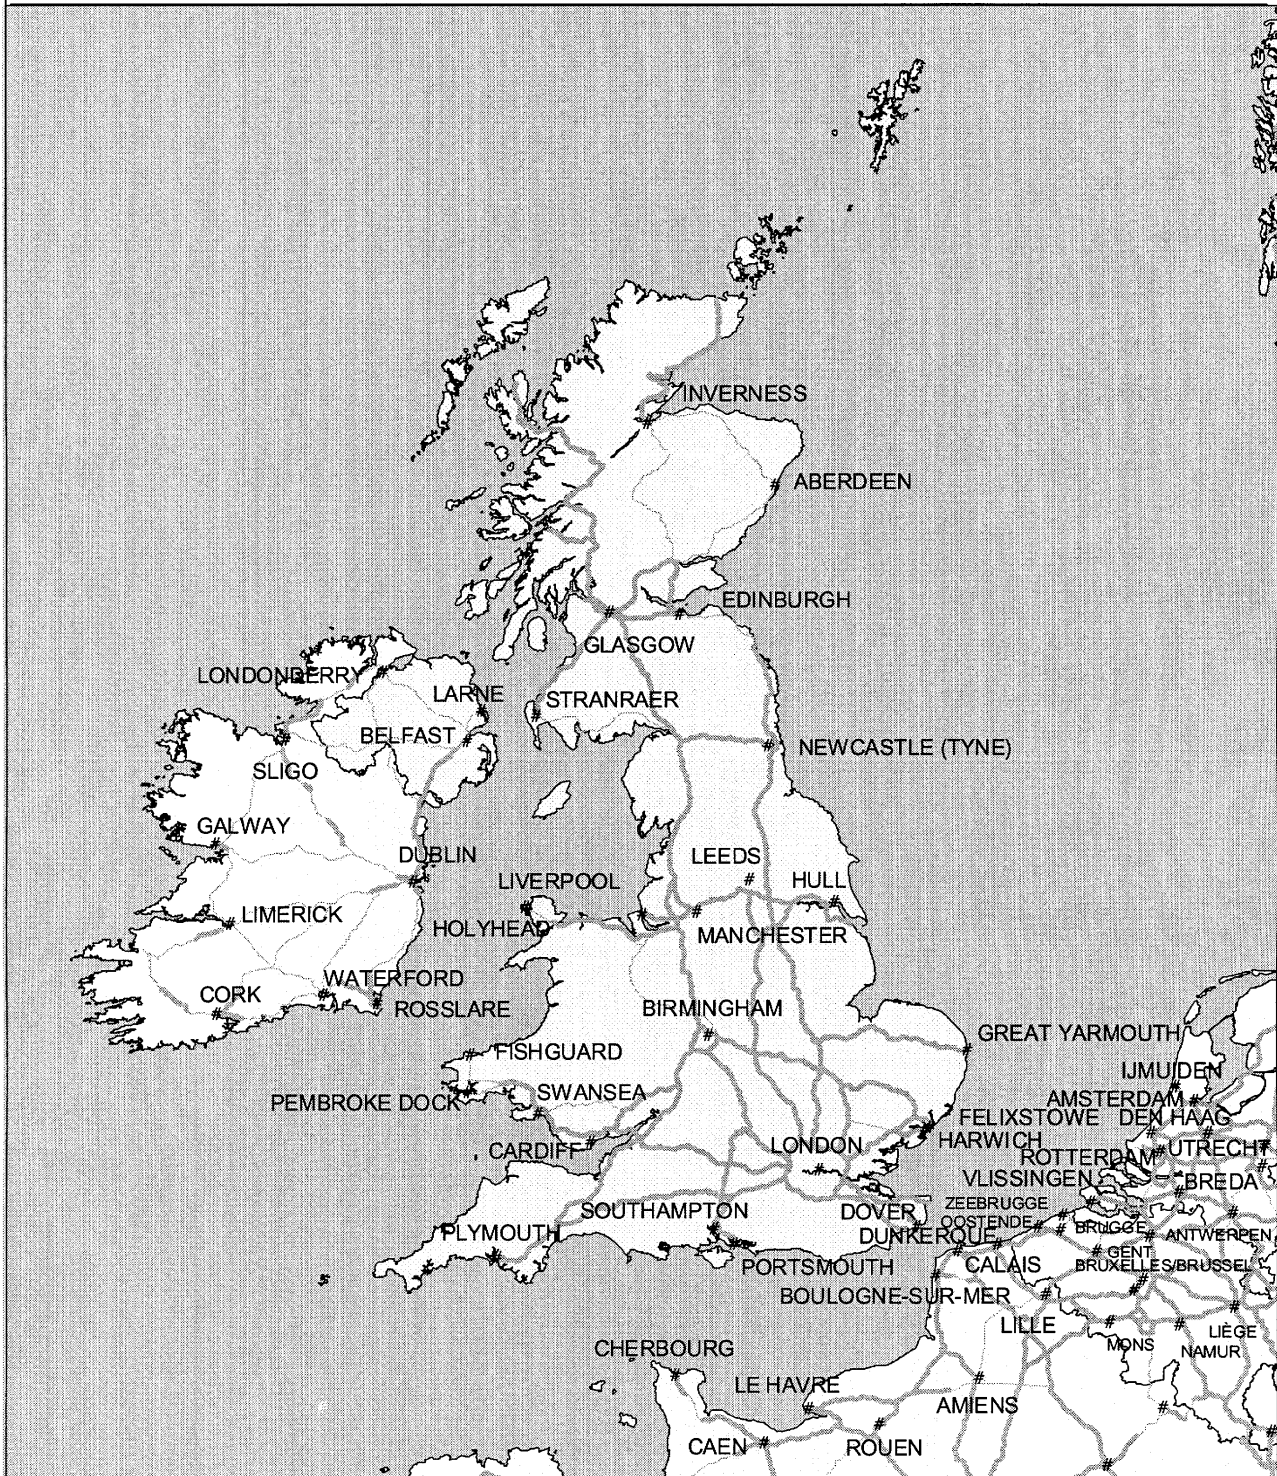 INVERNESS
ABERDEEN
EDINBURGH
GLASGOW
LONDONDERRY
LARNE
STRANRAER
BELFAST
NEWCASTLE (TYNE)
SLIGO
GALWAY
DUBLIN
LEEDS
LIVERPOOL
HULL
LIMERICK
HOLYHEAD
MANCHESTER
WATERFORD
CORK
ROSSLARE
BIRMINGHAM
GREAT YARMOUTH
FISHGUARD
IJMUIDEN
SWANSEA
PEMBROKE DOCK
AMSTERDAM
FELIXSTOWE
DEN HAAG
HARWICH
LONDON
CARDIFF
UTRECHT
ROTTERDAM
VLISSINGEN
BREDA
ZEEBRUGGE
SOUTHAMPTON
DOVER
OOSTENDE
BRUGGE
PLYMOUTH
DUNKERQUE
ANTWERPEN
GENT
CALAIS
BRUXELLES/BRUSSEL
PORTSMOUTH
BOULOGNE-SUR-MER
LILLE
LIÈGE
MONS
NAMUR
CHERBOURG
LE HAVRE
AMIENS
CAEN
ROUEN